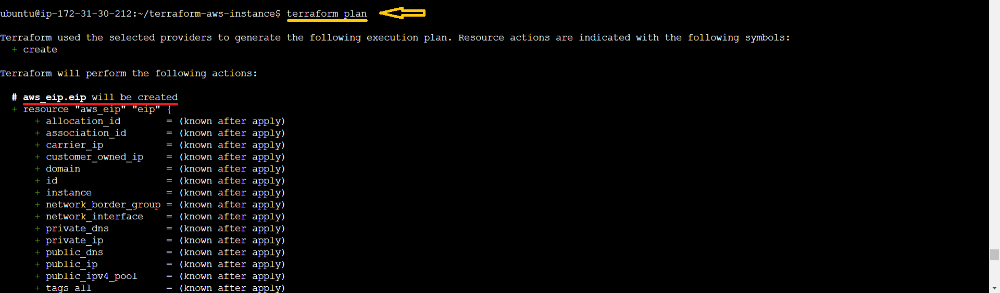 ubuntu@ip-172-31-30-212:~/terraform-aws-instance$ terraform plan
Terraform used the selected providers to generate the following execution plan. Resource actions are indicated with the following symbols:
+ create
Terraform will perform the following actions:
# aws_eip.eip will be created
+ resource "aws_eip" "eip" {
+ allocation_id = (known after apply)
+ association_id = (known after apply)
+ carrier_ip = (known after apply)
+ customer_owned_ip = (known after apply)
+ domain = (known after apply)
+ id = (known after apply)
+ instance = (known after apply)
+ network_border_group = (known after apply)
+ network_interface = (known after apply)
+ private_dns = (known after apply)
+ private_ip = (known after apply)
+ public_dns = (known after apply)
+ public_ip = (known after apply)
+ public_ipv4_pool = (known after apply)
+ tags_all = (known after apply)